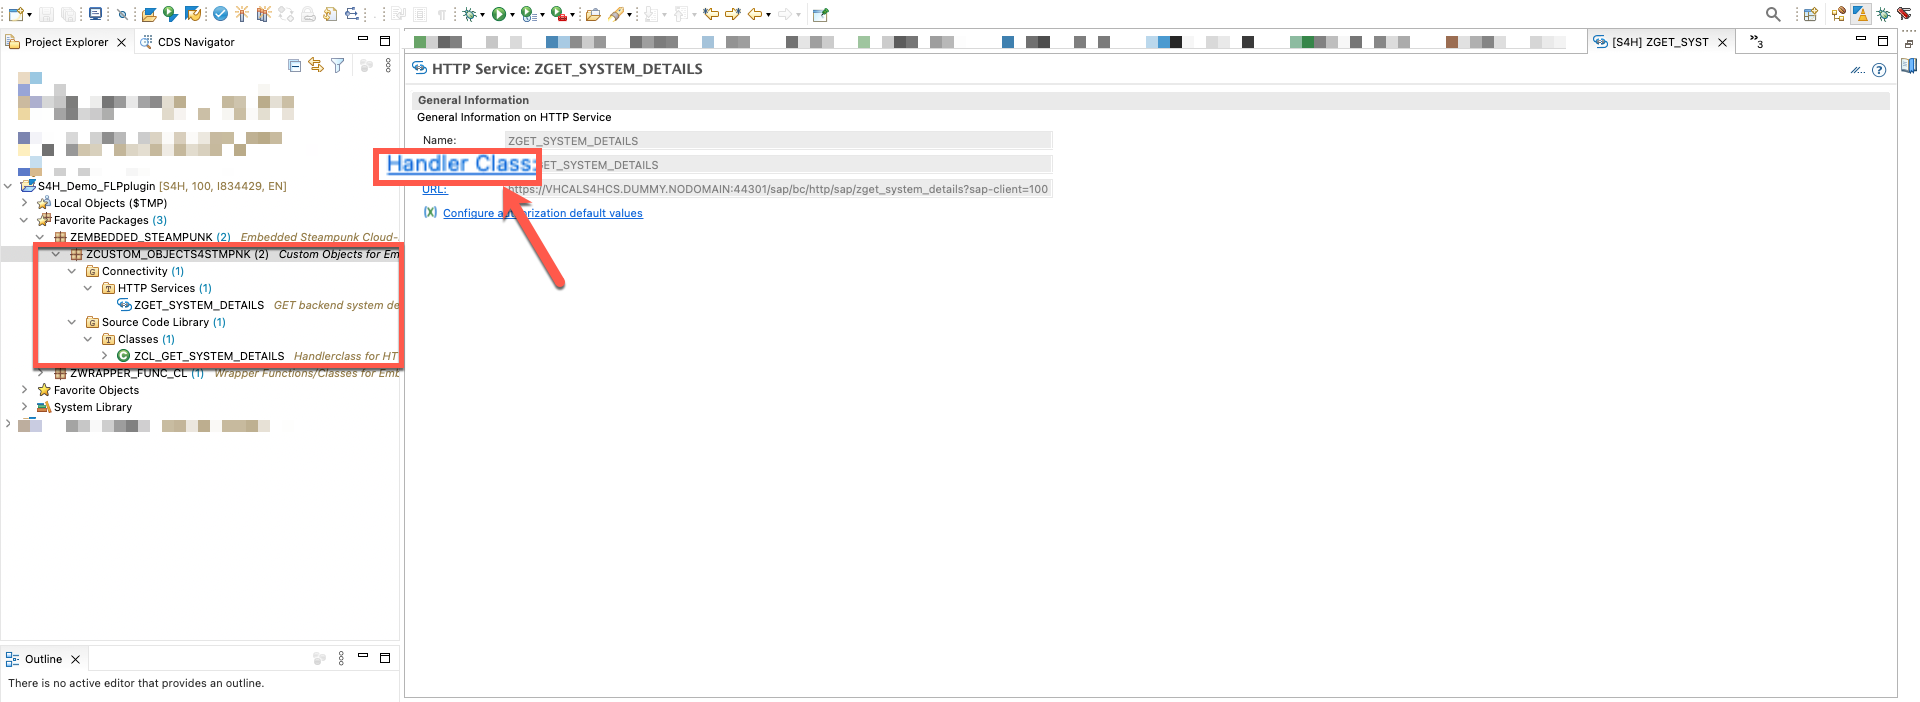 Project Explorer
CDS Navigator
[S4H] ZGET_SYST
3
HTTP Service: ZGET_SYSTEM_DETAILS
General Information
General Information on HTTP Service
Name: ZGET_SYSTEM_DETAILS
Handler Class: GET_SYSTEM_DETAILS
URL: https://VHCALS4HCS.DUMMY.NODOMAIN:44301/sap/bc/http/sap/zget_system_details?sap-client=100
Configure authorization default values
S4H_Demo_FLPplugin [S4H, 100, I834429, EN]
Local Objects ($TMP)
Favorite Packages (3)
ZEMBEDDED_STEAMPUNK (2) Embedded Steampunk Cloud-
ZCUSTOM_OBJECTS4STMPNK (2) Custom Objects for Em
Connectivity (1)
HTTP Services (1)
ZGET_SYSTEM_DETAILS GET backend system de
Source Code Library (1)
Classes (1)
ZCL_GET_SYSTEM_DETAILS Handlerclass for HT
ZWRAPPER_FUNC_CL (1) Wrapper Functions/Classes for Emb
Favorite Objects
System Library
Outline
There is no active editor that provides an outline.